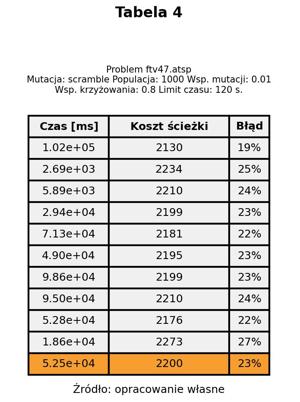 Tabela 4
Problem ftv47.atsp
Mutacja: scramble Populacja: 1000 Wsp. mutacji: 0.01
Wsp. krzyżowania: 0.8 Limit czasu: 120 s.
Czas [ms] Koszt ścieżki Błąd
1.02e+05 2130 19%
2.69e+03 2234 25%
5.89e+03 2210 24%
2.94e+04 2199 23%
7.13e+04 2181 22%
4.90e+04 2195 23%
9.86e+04 2199 23%
9.50e+04 2210 24%
5.28e+04 2176 22%
1.86e+04 2273 27%
5.25e+04 2200 23%
Żródło: opracowanie własne